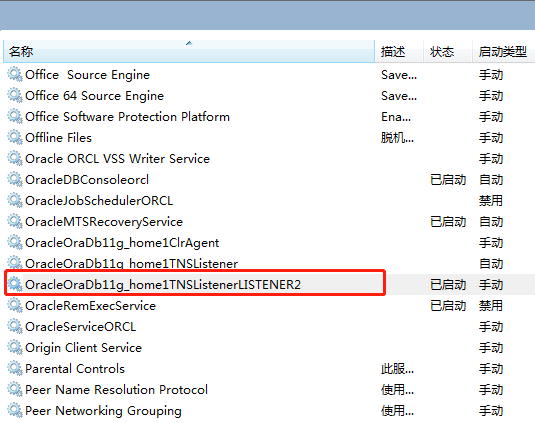 名称 描述 状态 启动类型
Office  Source Engine Save... 手动
Office 64 Source Engine Save... 手动
Office Software Protection Platform Ena... 手动
Offline Files 脱机... 手动
Oracle ORCL VSS Writer Service 手动
OracleDBConsoleorcl 已启动 自动
OracleJobSchedulerORCL 禁用
OracleMTSRecoveryService 已启动 自动
OracleOraDb11g_home1ClrAgent 手动
OracleOraDb11g_home1TNSListener 自动
OracleOraDb11g_home1TNSListenerLISTENER2 已启动 手动
OracleRemExecService 已启动 禁用
OracleServiceORCL 手动
Origin Client Service 手动
Parental Controls 此服... 手动
Peer Name Resolution Protocol 使用... 手动
Peer Networking Grouping 使用... 手动